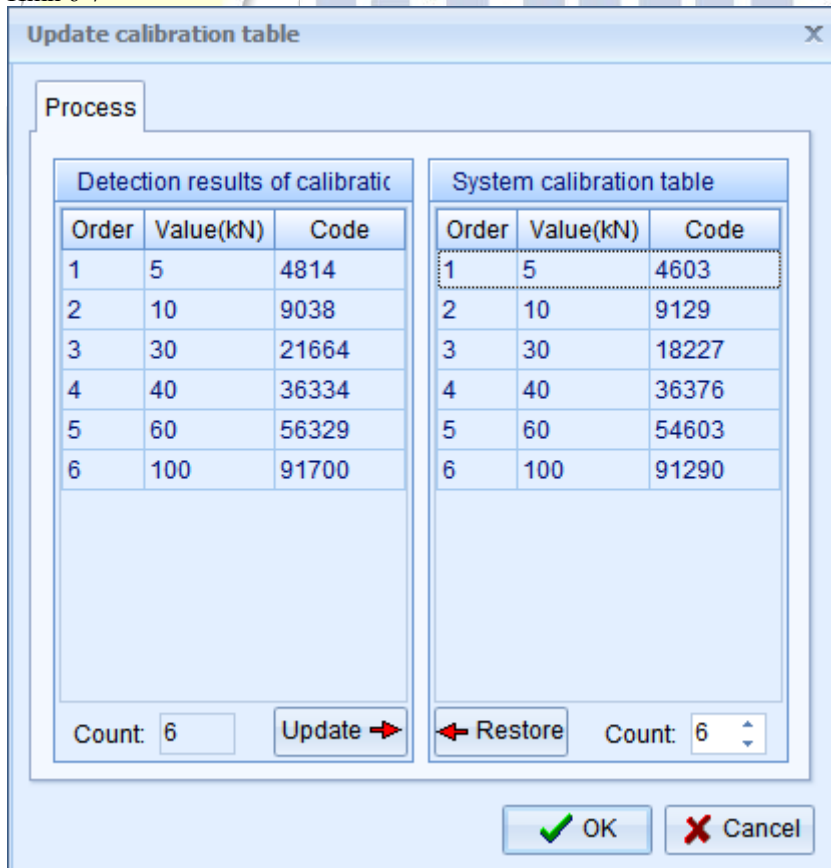 Update calibration table
Process
Detection results of calibratic
Order Value(kN) Code
1 5 4814
2 10 9038
3 30 21664
4 40 36334
5 60 56329
6 100 91700
Count: 6 Update
System calibration table
Order Value(kN) Code
1 5 4603
2 10 9129
3 30 18227
4 40 36376
5 60 54603
6 100 91290
Restore Count: 6
OK Cancel